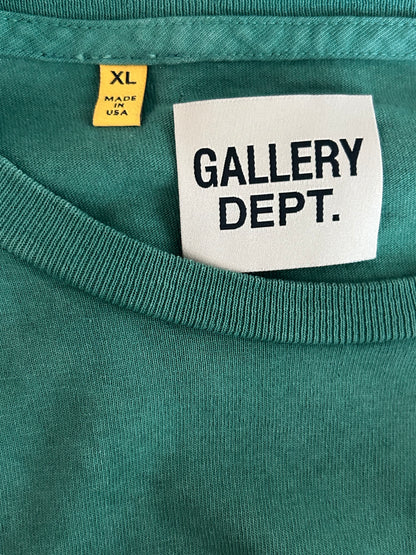 XL
MADE
IN
USA
GALLERY
DEPT.